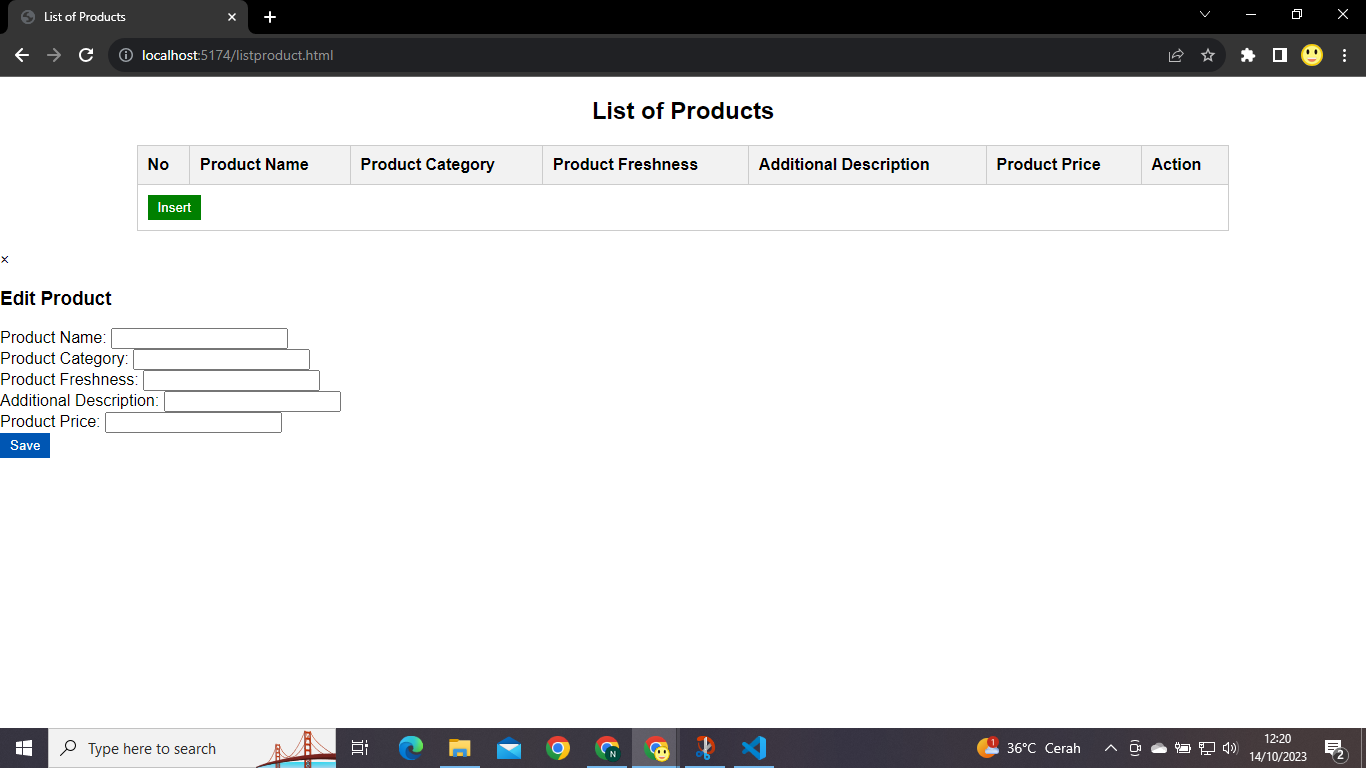 List of Products
localhost:5174/listproduct.html
List of Products
No Product Name Product Category Product Freshness Additional Description Product Price Action
Insert
×
Edit Product
Product Name:
Product Category:
Product Freshness:
Additional Description:
Product Price:
Save
Type here to search
N
1
36°C Cerah
12:20
14/10/2023
2